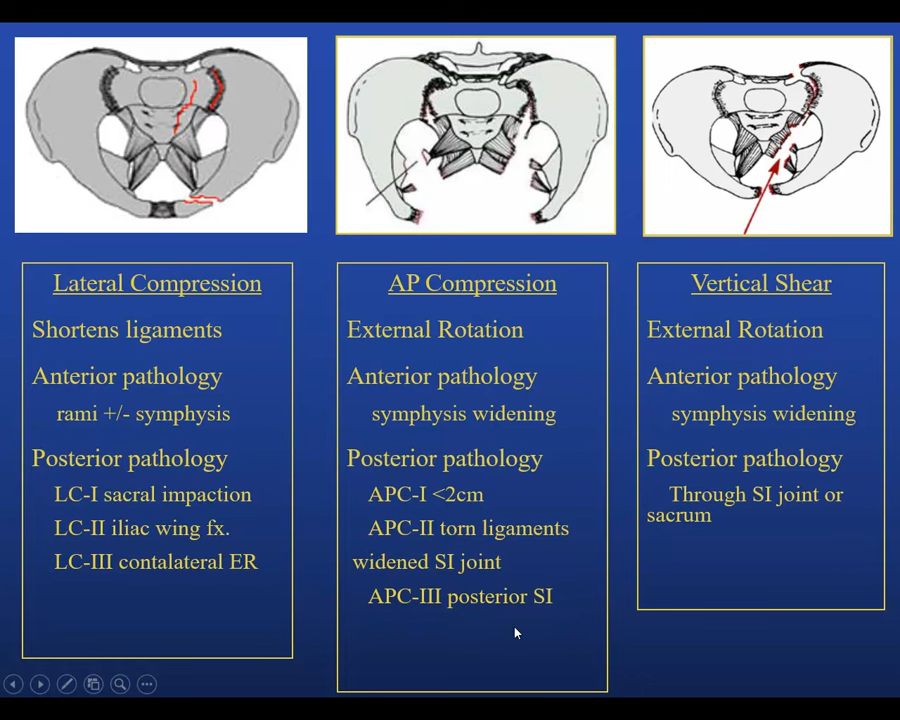 Lateral Compression
Shortens ligaments
Anterior pathology
rami +/- symphysis
Posterior pathology
LC-I sacral impaction
LC-II iliac wing fx.
LC-III contalateral ER
AP Compression
External Rotation
Anterior pathology
symphysis widening
Posterior pathology
APC-I <2cm
APC-II torn ligaments
widened SI joint
APC-III posterior SI
Vertical Shear
External Rotation
Anterior pathology
symphysis widening
Posterior pathology
Through SI joint or
sacrum